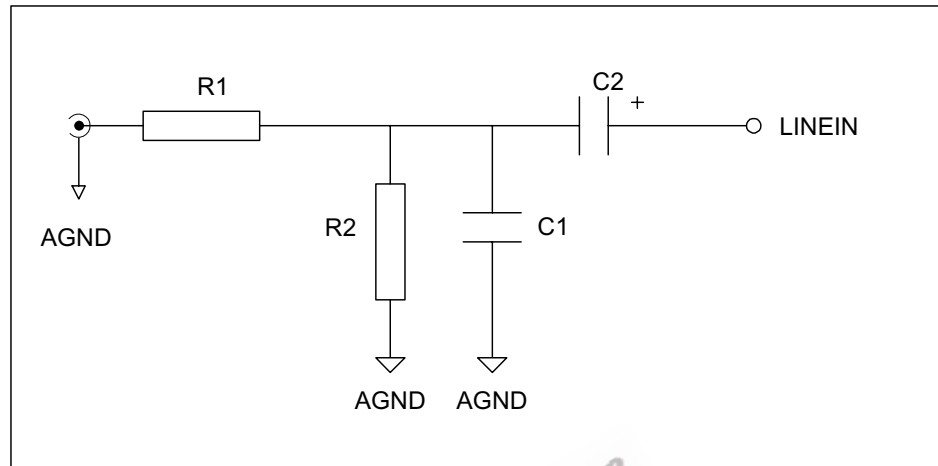 R1
C2
+
LINEIN
AGND
R2
C1
AGND AGND